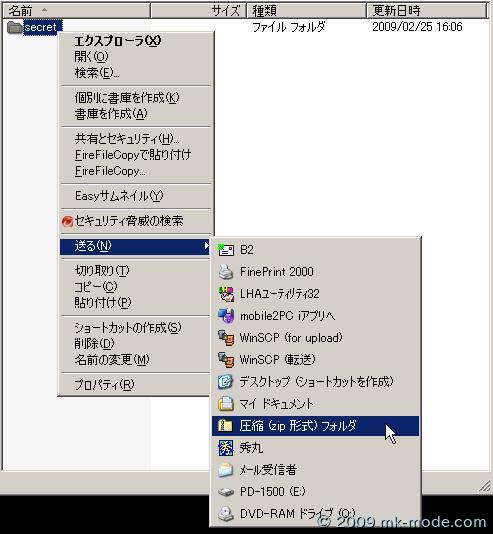 名前 サイズ 種類 更新日時
secret ファイル フォルダ 2009/02/25 16:06
エクスプローラ(X)
開く(O)
検索(E)...
個別に書庫を作成(K)
書庫を作成(A)
共有とセキュリティ(H)...
FireFileCopyで貼り付け
FireFileCopy...
Easyサムネイル(Y)
セキュリティ脅威の検索
送る(N)
切り取り(T)
コピー(C)
貼り付け(P)
ショートカットの作成(S)
削除(D)
名前の変更(M)
プロパティ(R)
B2
FinePrint 2000
LHAユーティリティ32
mobile2PC iアプリへ
WinSCP (for upload)
WinSCP (転送)
デスクトップ (ショートカットを作成)
マイ ドキュメント
圧縮 (zip 形式) フォルダ
秀丸
メール受信者
PD-1500 (E:)
DVD-RAM ドライブ (Q:)
© 2009 mk-mode.com